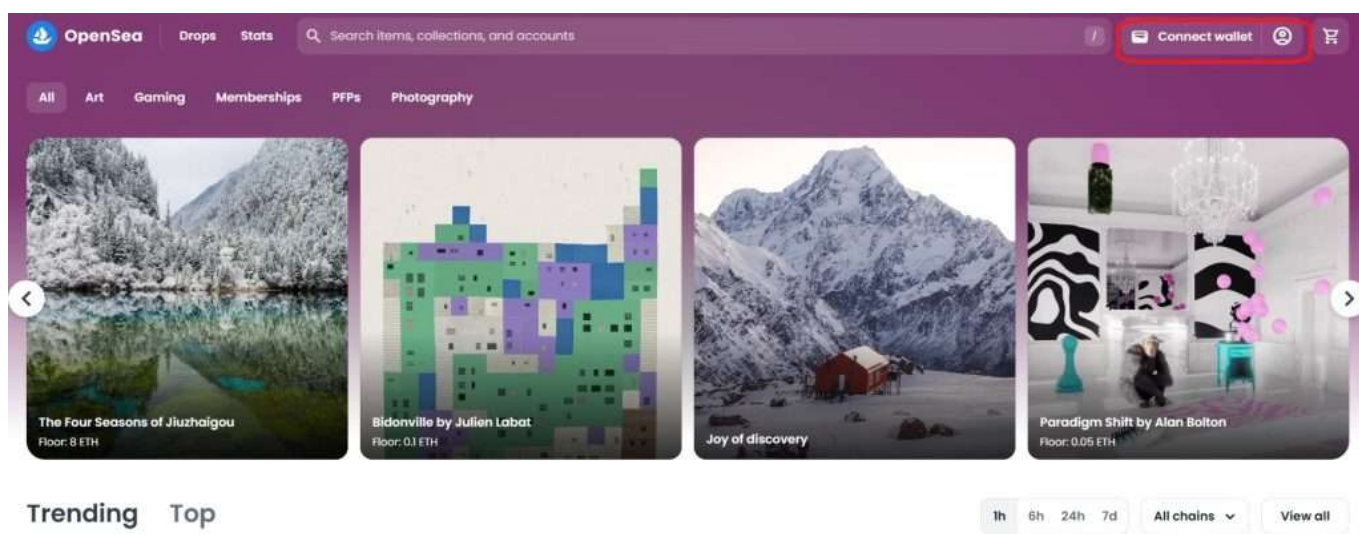 OpenSea Drops Stats Search items, collections, and accounts / Connect wallet
All Art Gaming Memberships PFPs Photography
The Four Seasons of Jiuzhaigou
Floor: 8 ETH
Bidonville by Julien Labat
Floor: 0.1 ETH
Joy of discovery
Paradigm Shift by Alan Bolton
Floor: 0.05 ETH
Trending Top 1h 6h 24h 7d All chains View all